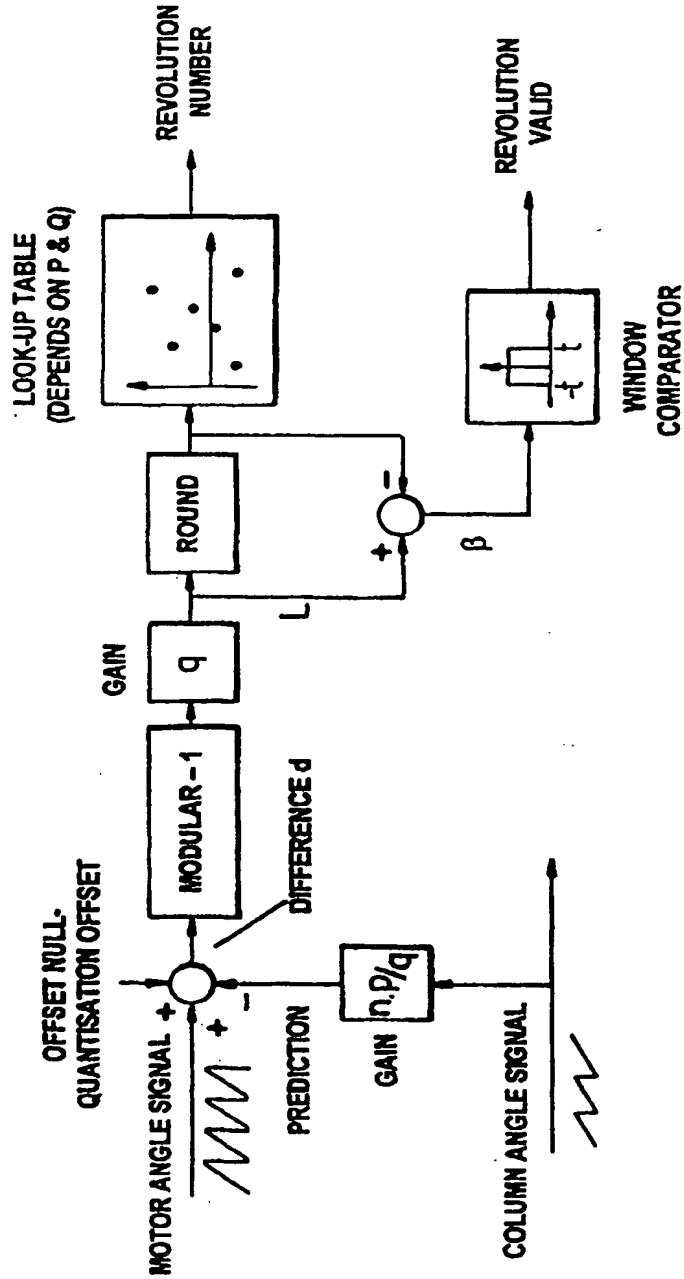 OFFSET NULL-
QUANTISATION OFFSET
MOTOR ANGLE SIGNAL
+
+
-
MODULAR - 1
DIFFERENCE d
GAIN
q
ROUND
LOOK-UP TABLE
(DEPENDS ON P & Q)
REVOLUTION
NUMBER
PREDICTION
GAIN
n.p/q
COLUMN ANGLE SIGNAL
L
+
-
β
-t
t
WINDOW
COMPARATOR
REVOLUTION
VALID